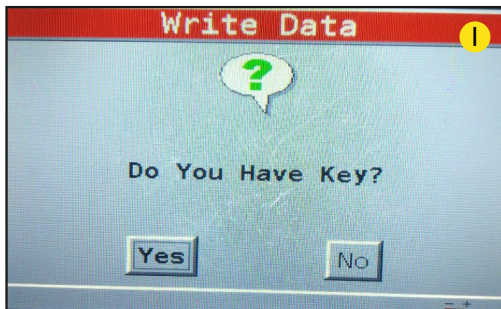 Write Data
I
?
Do You Have Key?
Yes No
- +